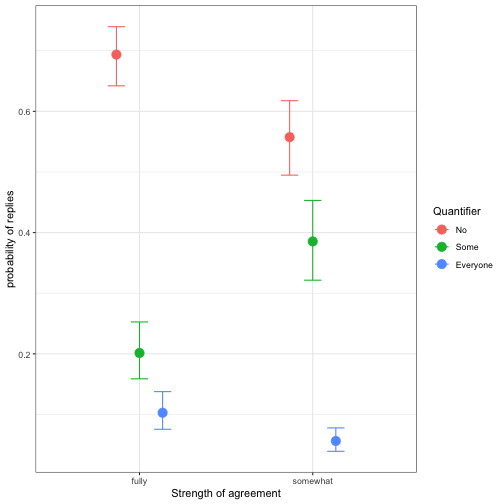 probability of replies
0.6
0.4
0.2
fully
somewhat
Strength of agreement
Quantifier
No
Some
Everyone